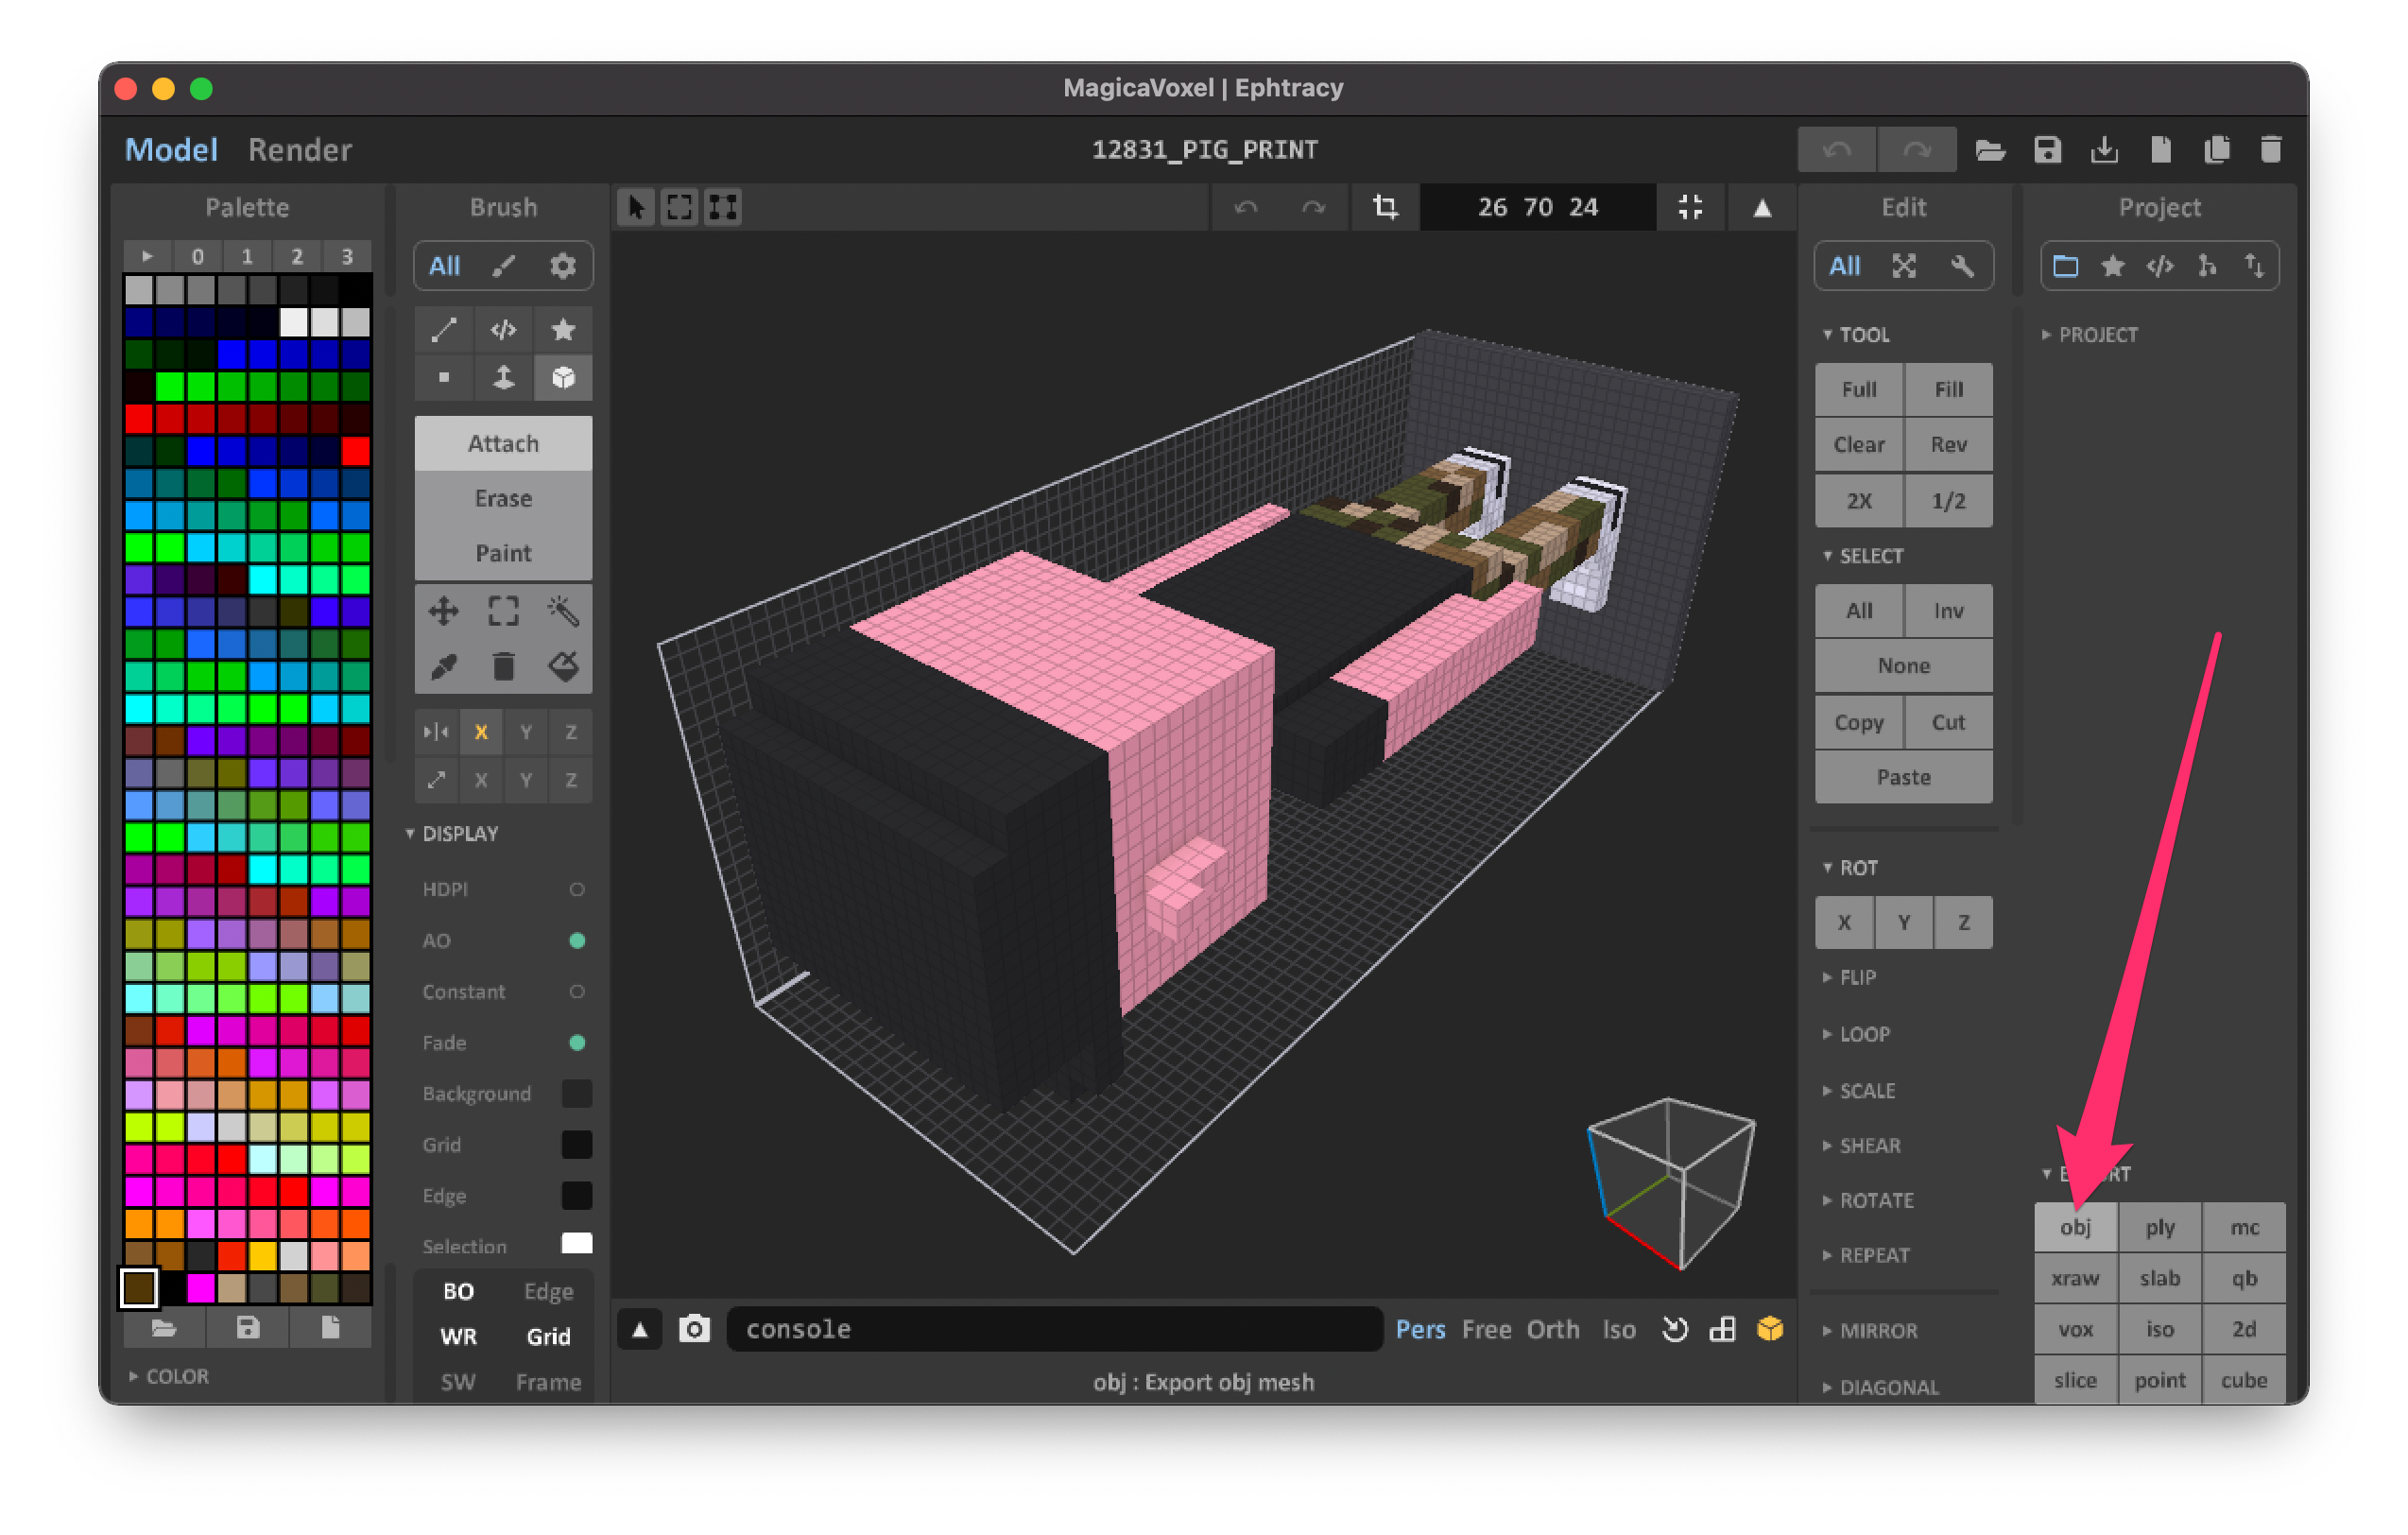 MagicaVoxel | Ephtracy
Model Render
12831_PIG_PRINT
Palette
0 1 2 3
COLOR
Brush
All
Attach
Erase
Paint
X Y Z
X Y Z
DISPLAY
HDPI
AO
Constant
Fade
Background
Grid
Edge
Selection
BO Edge
WR Grid
SW Frame
26 70 24
console
Pers Free Orth Iso
obj : Export obj mesh
Edit
All
TOOL
Full Fill
Clear Rev
2X 1/2
SELECT
All Inv
None
Copy Cut
Paste
ROT
X Y Z
FLIP
LOOP
SCALE
SHEAR
ROTATE
REPEAT
MIRROR
DIAGONAL
Project
PROJECT
obj ply mc
xraw slab qb
vox iso 2d
slice point cube